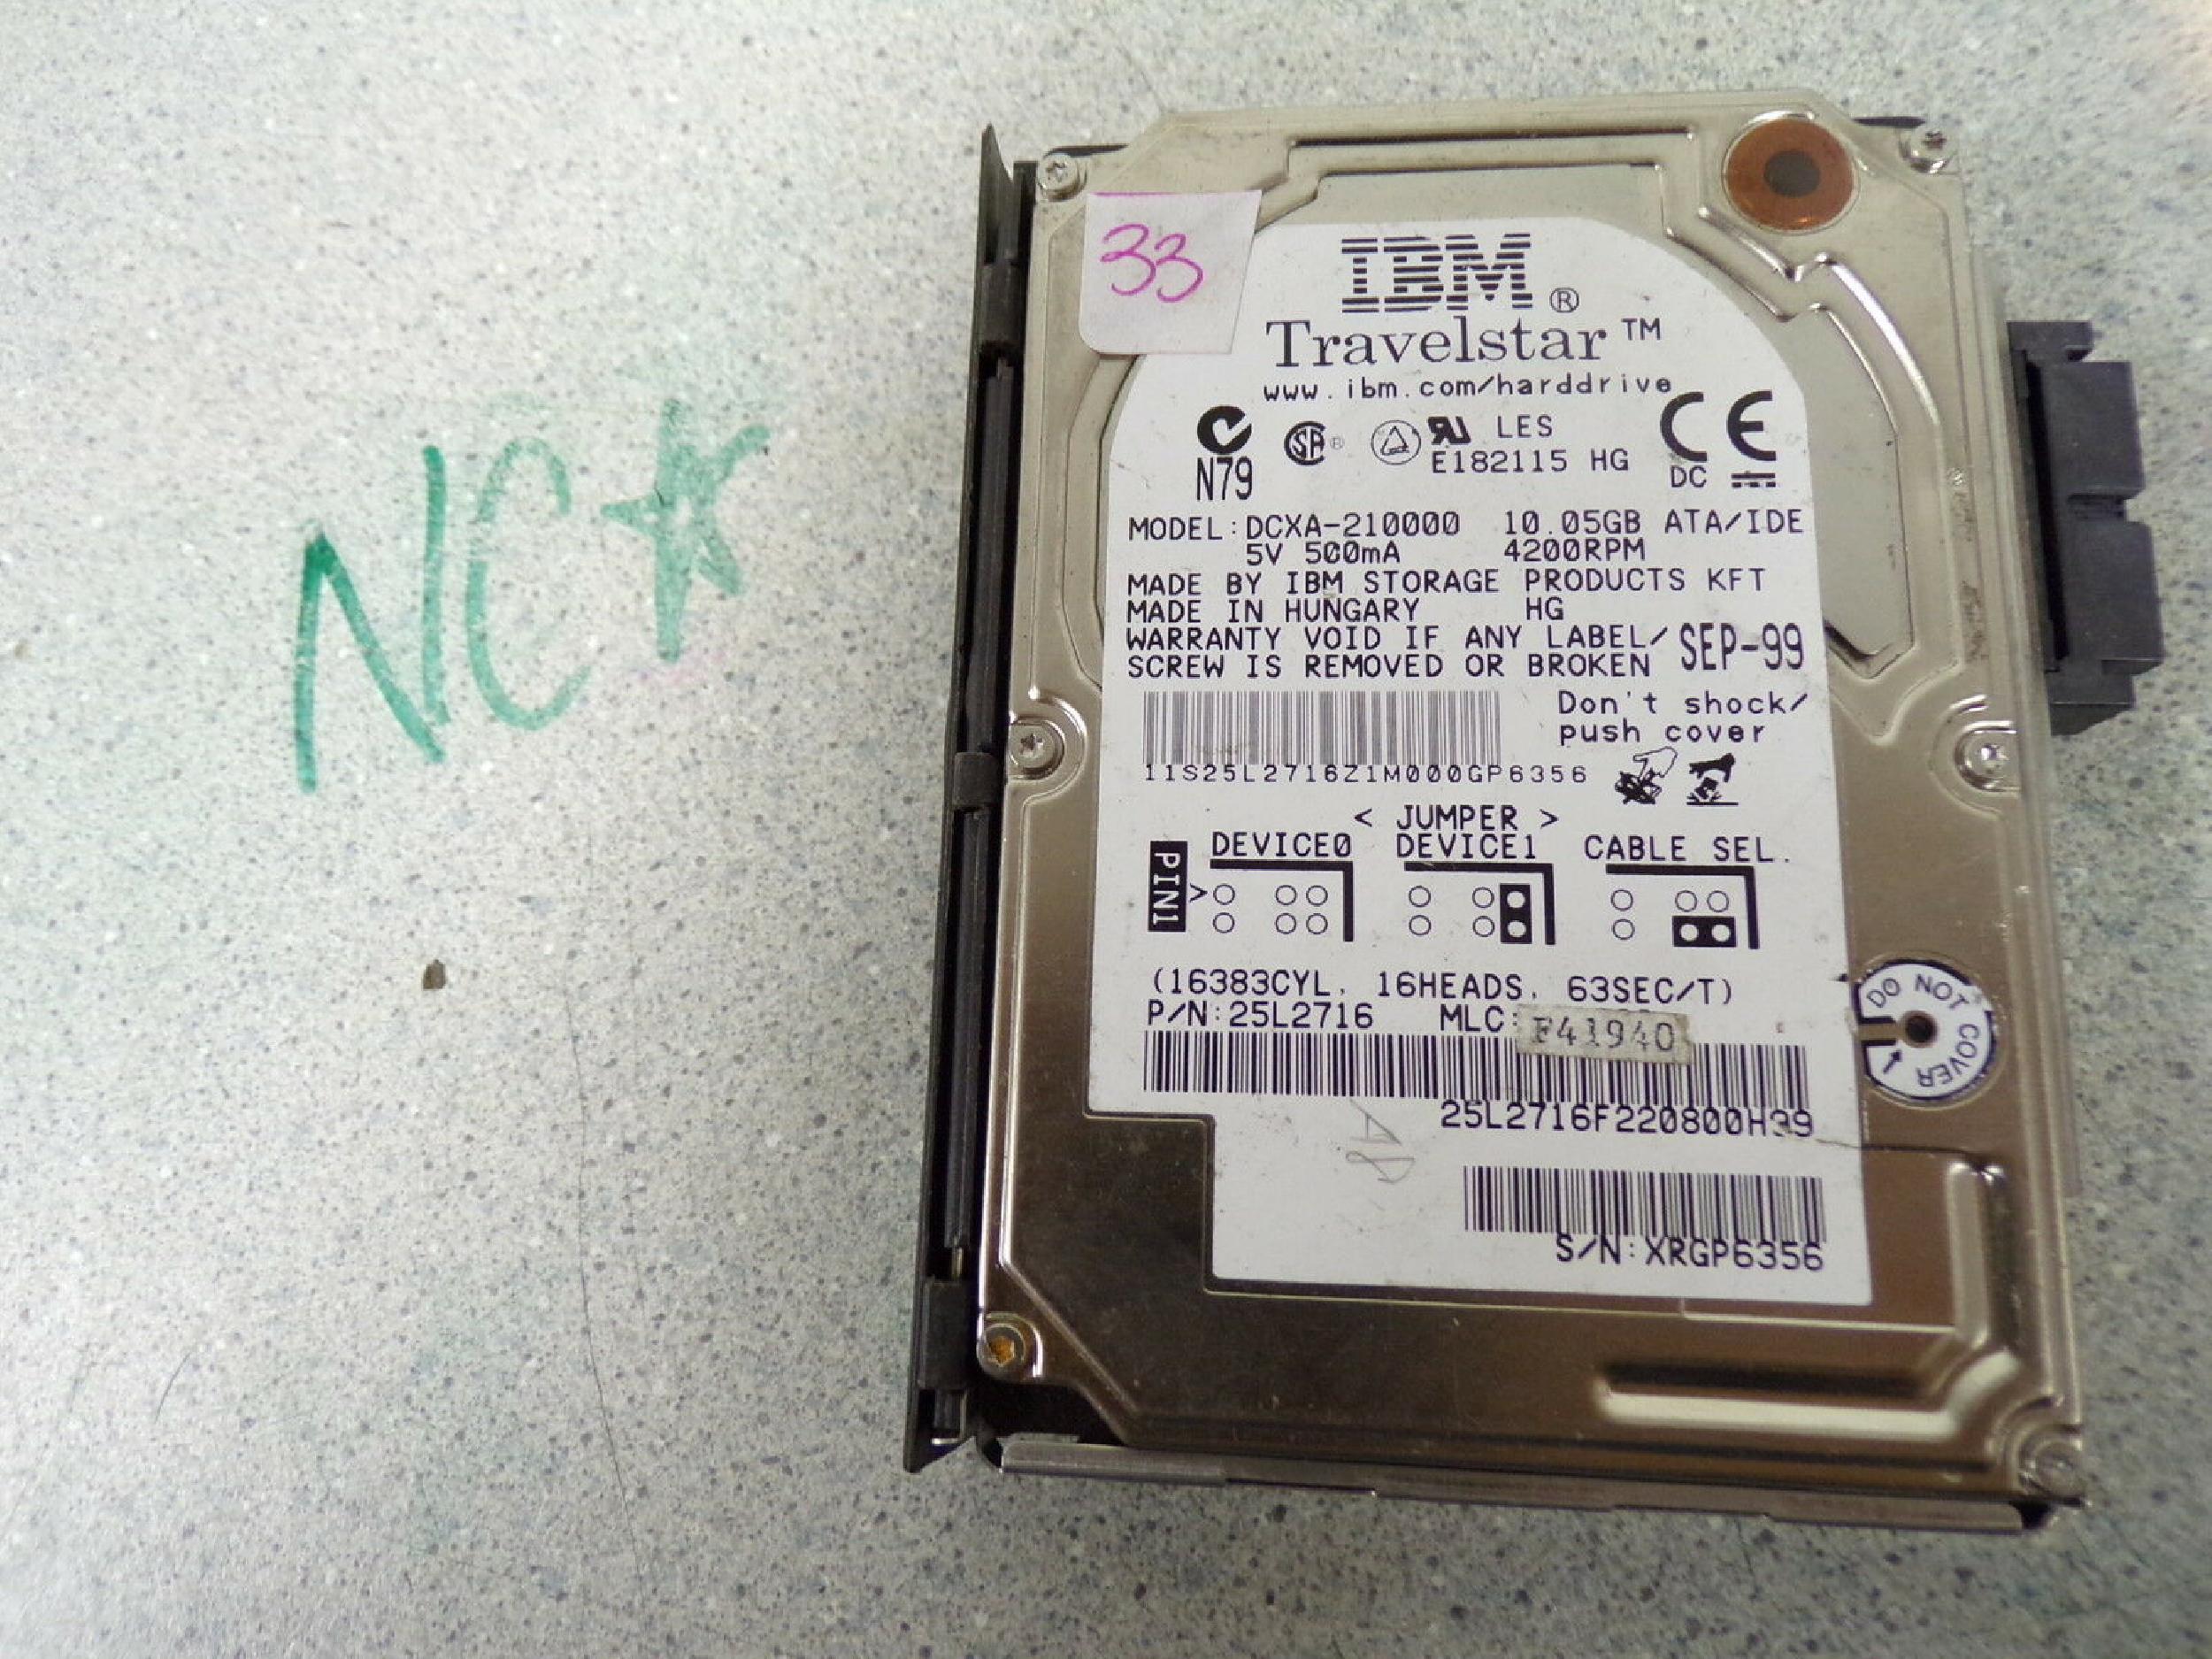 NC
33
IBM ®
Travelstar ™
www.ibm.com/harddrive
N79
LES
E182115 HG
CE
DC
MODEL:DCXA-210000 10.05GB ATA/IDE
5V 500mA 4200RPM
MADE BY IBM STORAGE PRODUCTS KFT
MADE IN HUNGARY HG
WARRANTY VOID IF ANY LABEL/
SCREW IS REMOVED OR BROKEN
SEP-99
Don't shock/
push cover
11S25L2716Z1M000GP6356
< JUMPER >
DEVICE0 DEVICE1 CABLE SEL.
PIN1
(16383CYL. 16HEADS. 63SEC/T)
P/N:25L2716 MLC:
F41940
25L2716F220800H39
S/N:XRGP6356
DO NOT COVER